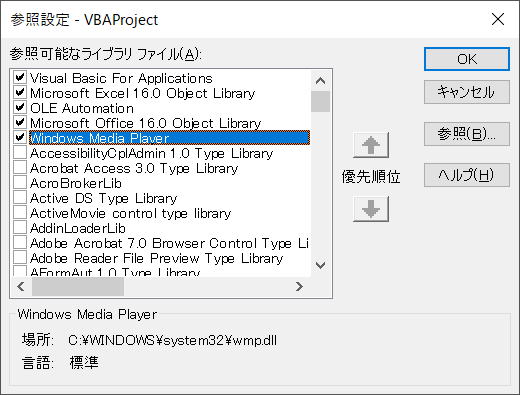 参照設定 - VBAProject
参照可能なライブラリ ファイル(A):
Visual Basic For Applications
Microsoft Excel 16.0 Object Library
OLE Automation
Microsoft Office 16.0 Object Library
Windows Media Player
AccessibilityCplAdmin 1.0 Type Library
Acrobat Access 3.0 Type Library
AcroBrokerLib
Active DS Type Library
ActiveMovie control type library
AddinLoaderLib
Adobe Acrobat 7.0 Browser Control Type Li
Adobe Reader File Preview Type Library
AFormAut 1.0 Type Library
優先順位
OK
キャンセル
参照(B)...
ヘルプ(H)
Windows Media Player
場所: C:¥WINDOWS¥system32¥wmp.dll
言語: 標準